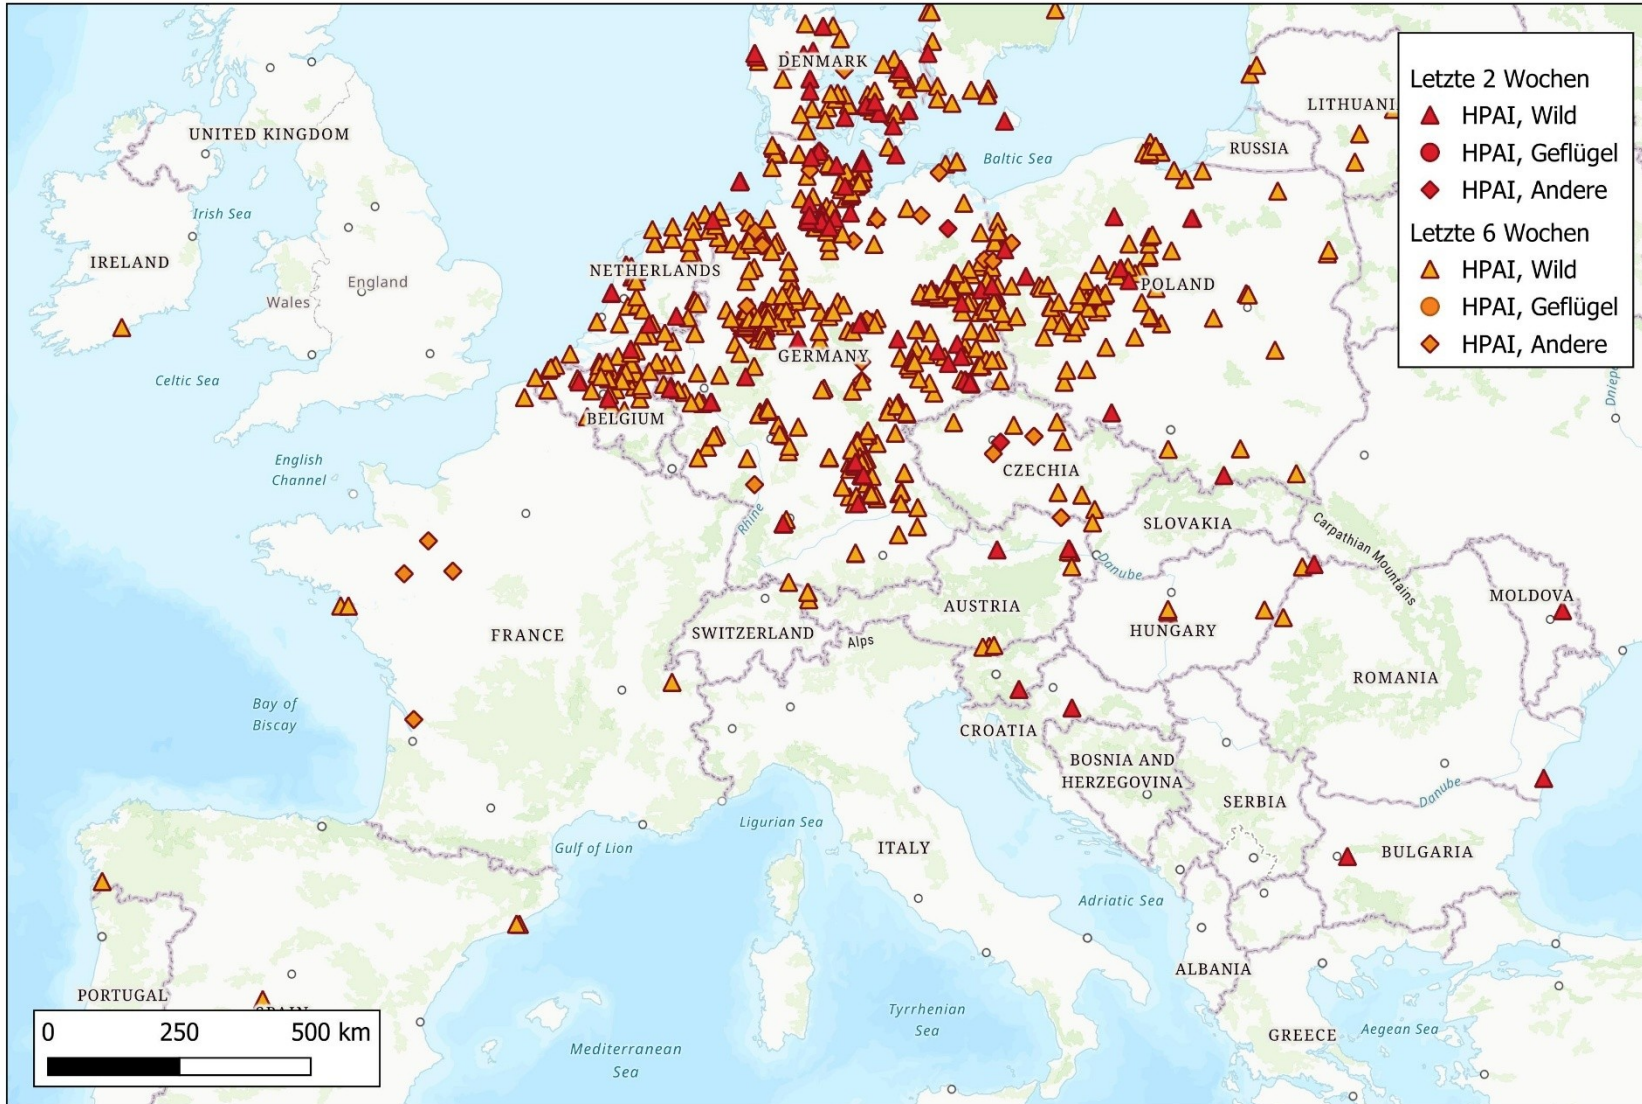 DENMARK
Letzte 2 Wochen
HPAI, Wild
HPAI, Geflügel
HPAI, Andere
Letzte 6 Wochen
HPAI, Wild
HPAI, Geflügel
HPAI, Andere
LITHUANI
UNITED KINGDOM
RUSSIA
Baltic Sea
Irish Sea
IRELAND
NETHERLANDS
England
Wales
POLAND
GERMANY
Celtic Sea
Dniepe
BELGIUM
English
Channel
CZECHIA
Rhine
SLOVAKIA
Carpathian Mountains
Danube
MOLDOVA
AUSTRIA
HUNGARY
FRANCE
SWITZERLAND
Alps
ROMANIA
Bay of
Biscay
CROATIA
BOSNIA AND
HERZEGOVINA
Danube
SERBIA
Ligurian Sea
Gulf of Lion
ITALY
BULGARIA
Adriatic Sea
ALBANIA
PORTUGAL
SPAIN
Tyrrhenian
Sea
GREECE
Aegean Sea
Mediterranean
Sea
0 250 500 km